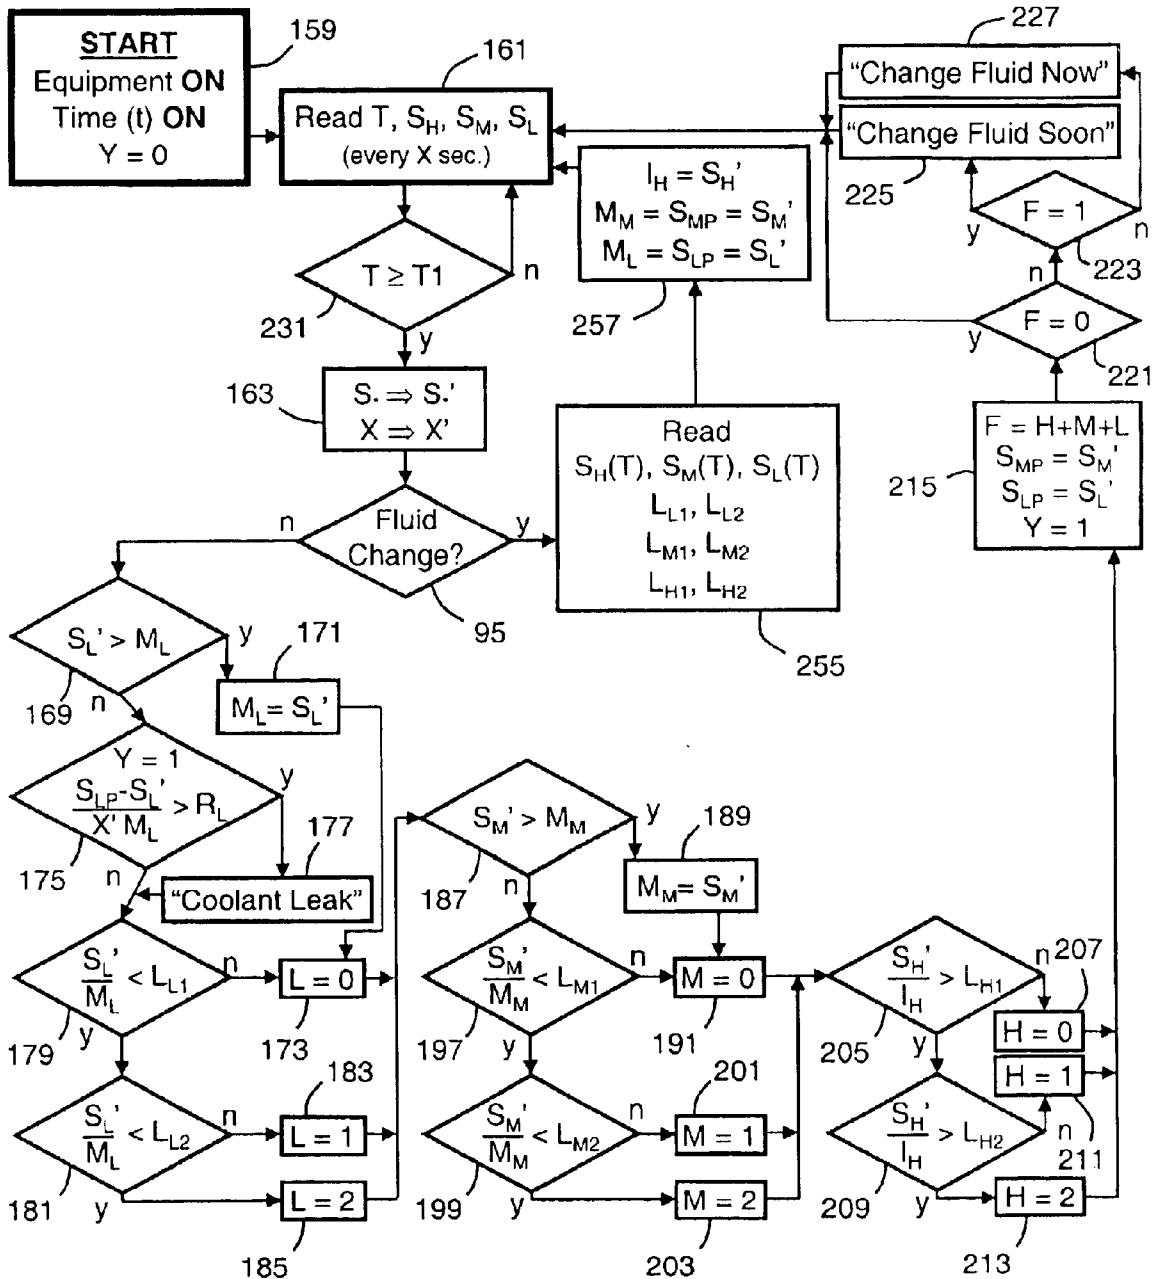 START
Equipment ON
Time (t) ON
Y = 0
159
161
Read T, S_H, S_M, S_L
(every X sec.)
227
"Change Fluid Now"
"Change Fluid Soon"
225
F = 1
y
n
223
n
F = 0
y
221
F = H+M+L
S_MP = S_M'
S_LP = S_L'
Y = 1
215
I_H = S_H'
M_M = S_MP = S_M'
M_L = S_LP = S_L'
257
T ≥ T1
n
231
y
163
S. ⇒ S.'
X ⇒ X'
Read
S_H(T), S_M(T), S_L(T)
L_L1, L_L2
L_M1, L_M2
L_H1, L_H2
255
n
Fluid
Change?
y
95
S_L' > M_L
y
169
n
171
M_L= S_L'
Y = 1
S_LP-S_L'
X' M_L
> R_L
y
175
n
177
"Coolant Leak"
S_L'
M_L
< L_L1
n
179
y
L = 0
173
S_L'
M_L
< L_L2
n
181
y
183
L = 1
L = 2
185
S_M' > M_M
y
187
n
189
M_M= S_M'
S_M'
M_M
< L_M1
n
197
y
M = 0
191
S_M'
M_M
< L_M2
n
199
y
201
M = 1
M = 2
203
S_H'
I_H
> L_H1
n
205
y
207
H = 0
H = 1
211
S_H'
I_H
> L_H2
n
209
y
H = 2
213